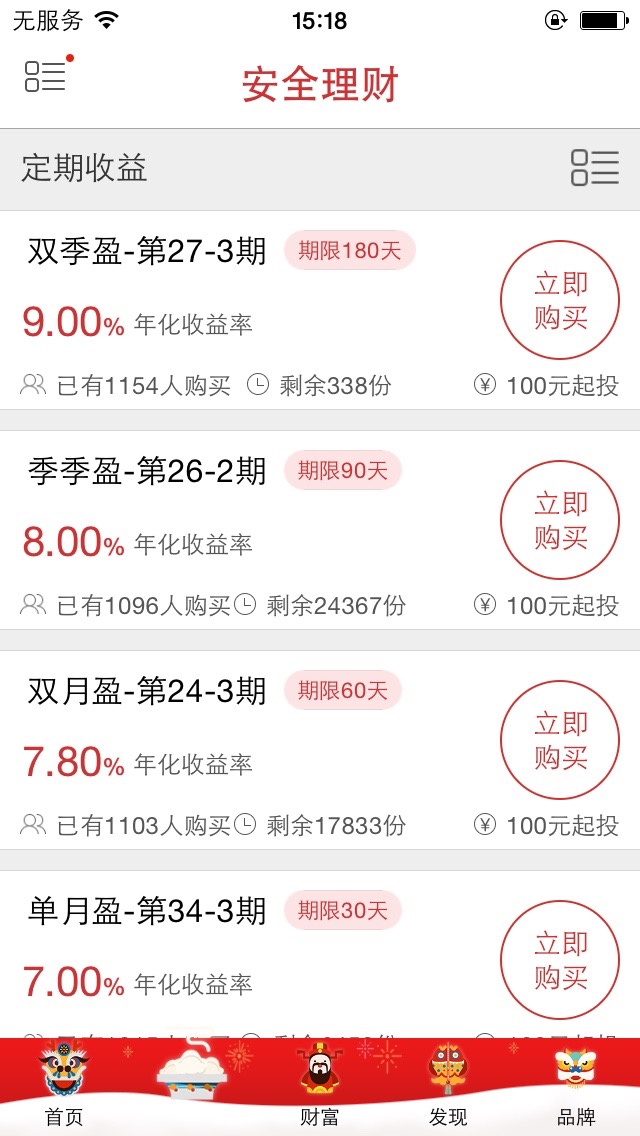 无服务 15:18
安全理财
定期收益
双季盈-第27-3期 期限180天
立即
购买
9.00% 年化收益率
已有1154人购买 剩余338份 ¥ 100元起投
季季盈-第26-2期 期限90天
立即
购买
8.00% 年化收益率
已有1096人购买 剩余24367份 ¥ 100元起投
双月盈-第24-3期 期限60天
立即
购买
7.80% 年化收益率
已有1103人购买 剩余17833份 ¥ 100元起投
单月盈-第34-3期 期限30天
立即
购买
7.00% 年化收益率
首页 财富 发现 品牌